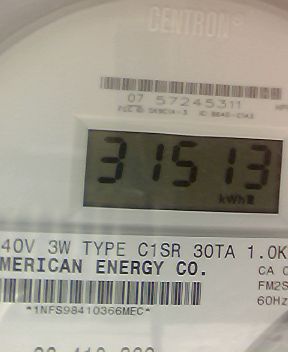 CENTRON®
07 57245311
31513
kWh
40V 3W TYPE C1SR 30TA 1.0K
MERICAN ENERGY CO.
CA
FM2S
60Hz
*1NFS98410366MEC*